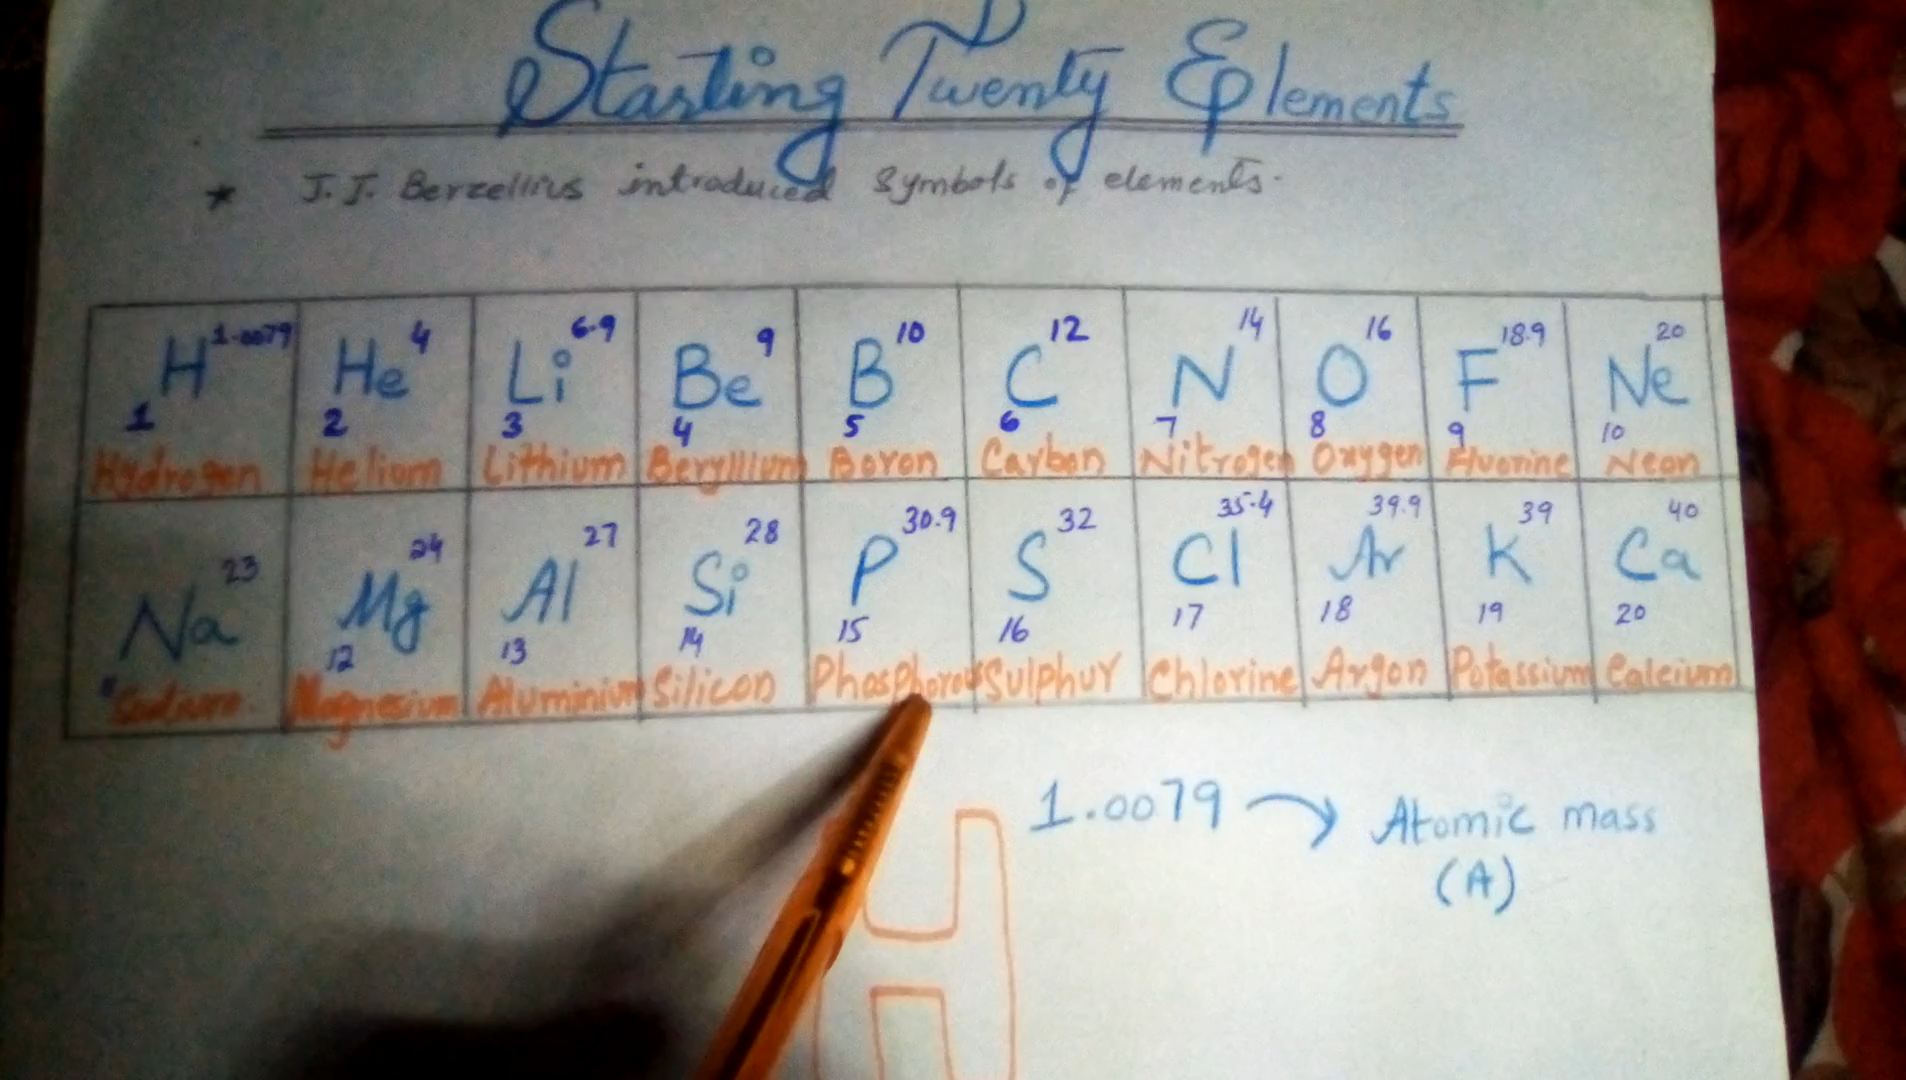 Starting Twenty Elements
* J.J. Berzellius introduced symbols of elements.
H 1.0079 1 Hydrogen
He 4 2 Helium
Li 6.9 3 Lithium
Be 9 4 Beryllium
B 10 5 Boron
C 12 6 Carbon
N 14 7 Nitrogen
O 16 8 Oxygen
F 18.9 9 Fluorine
Ne 20 10 Neon
Na 23 11 Sodium
Mg 24 12 Magnesium
Al 27 13 Aluminium
Si 28 14 Silicon
P 30.9 15 Phosphorous
S 32 16 Sulphur
Cl 35.4 17 Chlorine
Ar 39.9 18 Argon
K 39 19 Potassium
Ca 40 20 Calcium
1.0079 → Atomic mass
(A)
H